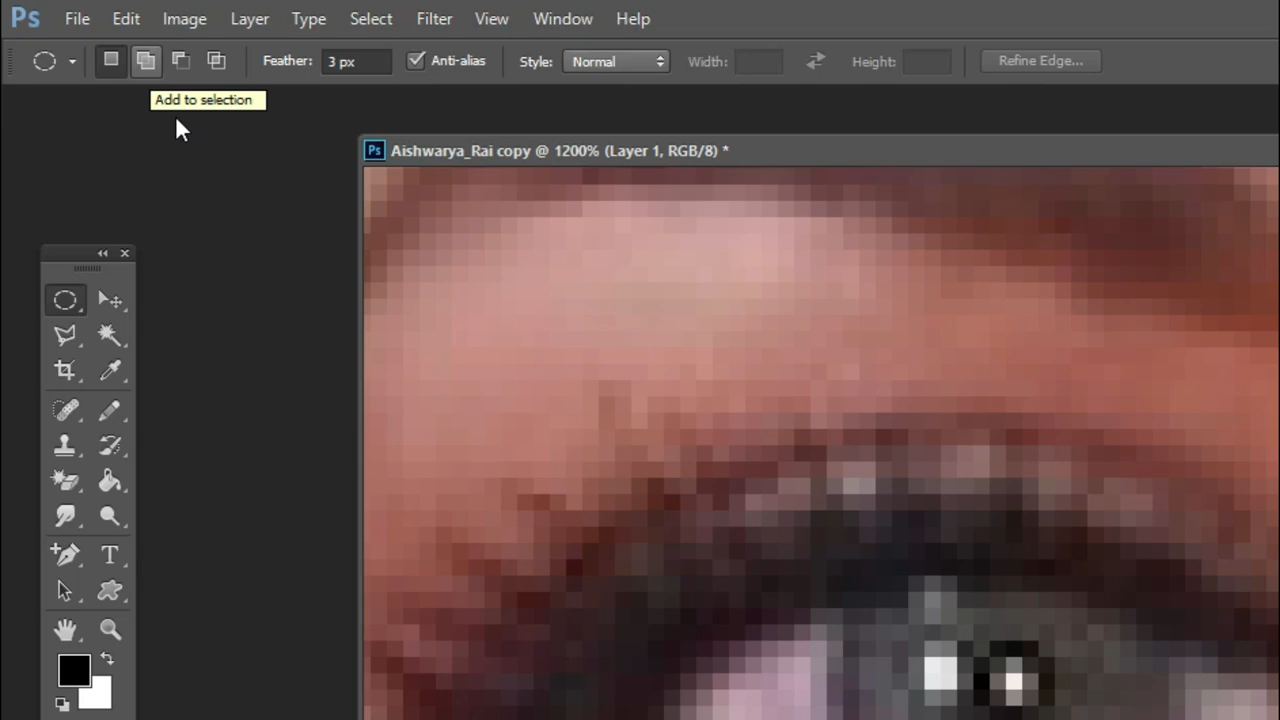 Ps File Edit Image Layer Type Select Filter View Window Help
Feather: 3 px Anti-alias Style: Normal Width: Height: Refine Edge...
Add to selection
Ps Aishwarya_Rai copy @ 1200% (Layer 1, RGB/8) *
T